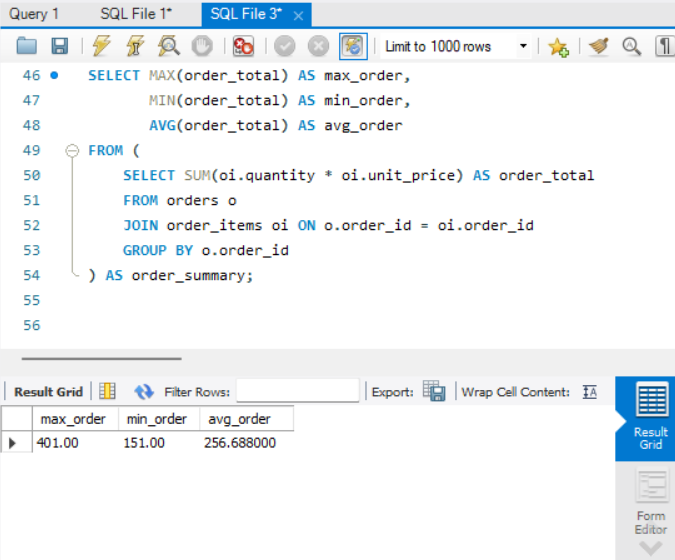 Query 1 SQL File 1* SQL File 3* ×
Limit to 1000 rows
46 SELECT MAX(order_total) AS max_order,
47 MIN(order_total) AS min_order,
48 AVG(order_total) AS avg_order
49 FROM (
50 SELECT SUM(oi.quantity * oi.unit_price) AS order_total
51 FROM orders o
52 JOIN order_items oi ON o.order_id = oi.order_id
53 GROUP BY o.order_id
54 ) AS order_summary;
55
56
Result Grid Filter Rows: Export: Wrap Cell Content:
max_order min_order avg_order
401.00 151.00 256.688000
Result
Grid
Form
Editor